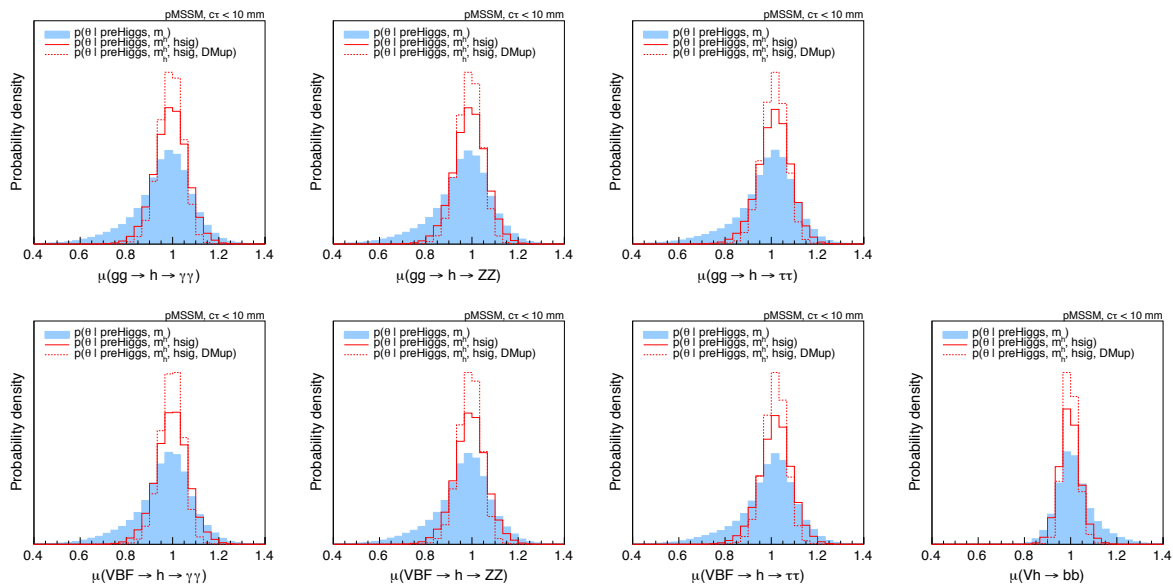 pMSSM, cτ < 10 mm
p(θ | preHiggs, m_h)
p(θ | preHiggs, m_h, hsig)
p(θ | preHiggs, m_h, hsig, DMup)
Probability density
0.4 0.6 0.8 1 1.2 1.4
μ(gg → h → γγ)
pMSSM, cτ < 10 mm
p(θ | preHiggs, m_h)
p(θ | preHiggs, m_h, hsig)
p(θ | preHiggs, m_h, hsig, DMup)
Probability density
0.4 0.6 0.8 1 1.2 1.4
μ(gg → h → ZZ)
pMSSM, cτ < 10 mm
p(θ | preHiggs, m_h)
p(θ | preHiggs, m_h, hsig)
p(θ | preHiggs, m_h, hsig, DMup)
Probability density
0.4 0.6 0.8 1 1.2 1.4
μ(gg → h → ττ)
pMSSM, cτ < 10 mm
p(θ | preHiggs, m_h)
p(θ | preHiggs, m_h, hsig)
p(θ | preHiggs, m_h, hsig, DMup)
Probability density
0.4 0.6 0.8 1 1.2 1.4
μ(VBF → h → γγ)
pMSSM, cτ < 10 mm
p(θ | preHiggs, m_h)
p(θ | preHiggs, m_h, hsig)
p(θ | preHiggs, m_h, hsig, DMup)
Probability density
0.4 0.6 0.8 1 1.2 1.4
μ(VBF → h → ZZ)
pMSSM, cτ < 10 mm
p(θ | preHiggs, m_h)
p(θ | preHiggs, m_h, hsig)
p(θ | preHiggs, m_h, hsig, DMup)
Probability density
0.4 0.6 0.8 1 1.2 1.4
μ(VBF → h → ττ)
pMSSM, cτ < 10 mm
p(θ | preHiggs, m_h)
p(θ | preHiggs, m_h, hsig)
p(θ | preHiggs, m_h, hsig, DMup)
Probability density
0.4 0.6 0.8 1 1.2 1.4
μ(Vh → bb)